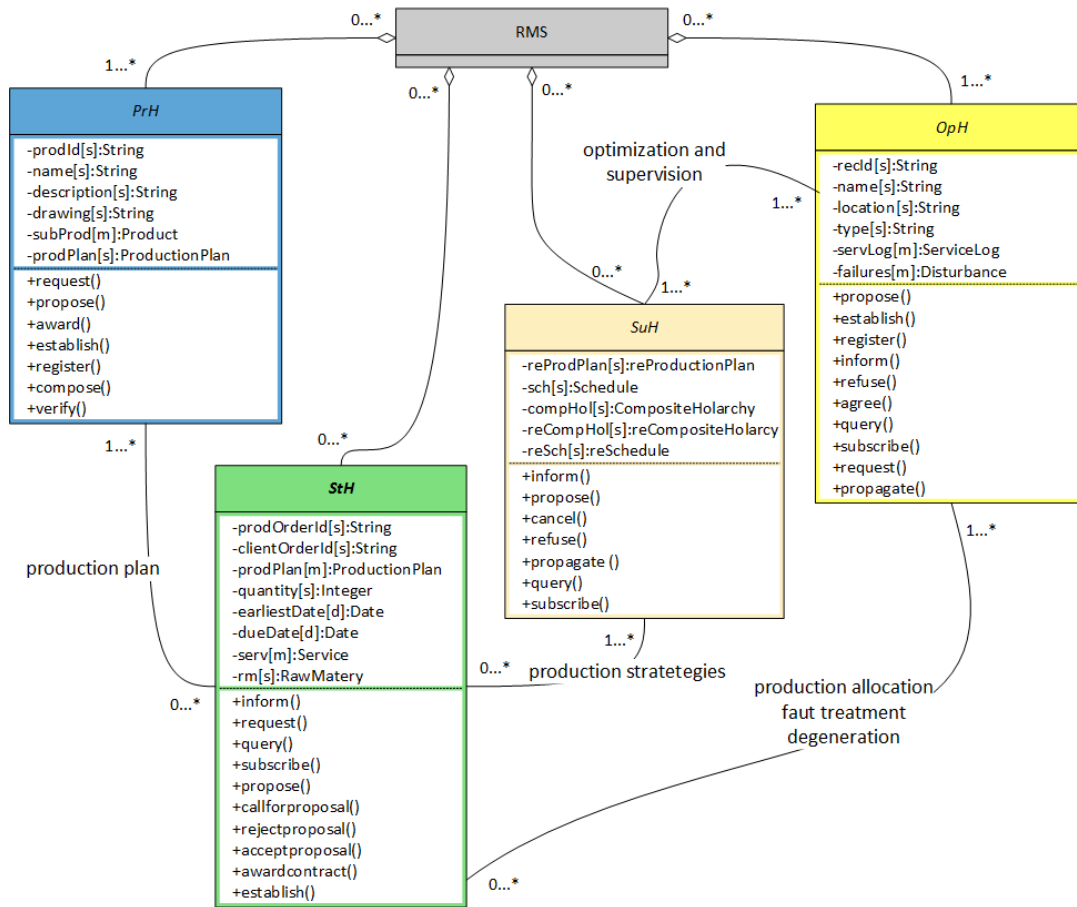 RMS
0...*
0...*
0...*
0...*
1...*
1...*
PrH
-prodId[s]:String
-name[s]:String
-description[s]:String
-drawing[s]:String
-subProd[m]:Product
-prodPlan[s]:ProductionPlan
+request()
+propose()
+award()
+establish()
+register()
+compose()
+verify()
1...*
OpH
-recId[s]:String
-name[s]:String
-location[s]:String
-type[s]:String
-servLog[m]:ServiceLog
-failures[m]:Disturbance
+propose()
+establish()
+register()
+inform()
+refuse()
+agree()
+query()
+subscribe()
+request()
+propagate()
1...*
optimization and
supervision
1...*
0...*
1...*
SuH
-reProdPlan[s]:reProductionPlan
-sch[s]:Schedule
-compHol[s]:CompositeHolarchy
-reCompHol[s]:reCompositeHolarcy
-reSch[s]:reSchedule
+inform()
+propose()
+cancel()
+refuse()
+propagate ()
+query()
+subscribe()
1...*
0...*
StH
-prodOrderId[s]:String
-clientOrderId[s]:String
-prodPlan[m]:ProductionPlan
-quantity[s]:Integer
-earliestDate[d]:Date
-dueDate[d]:Date
-serv[m]:Service
-rm[s]:RawMatery
+inform()
+request()
+query()
+subscribe()
+propose()
+callforproposal()
+rejectproposal()
+acceptproposal()
+awardcontract()
+establish()
production plan
0...*
0...*
production stratetegies
production allocation
faut treatment
degeneration
0...*